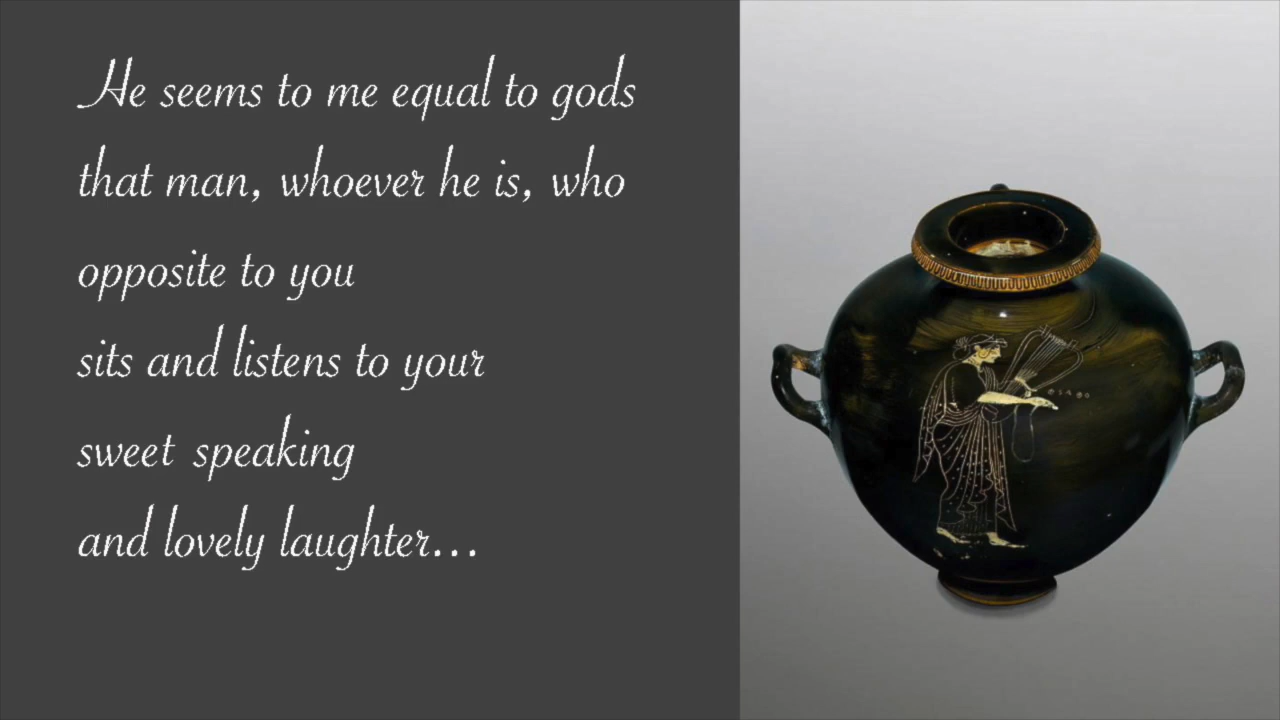 He seems to me equal to gods
that man, whoever he is, who
opposite to you
sits and listens to your
sweet speaking
and lovely laughter...